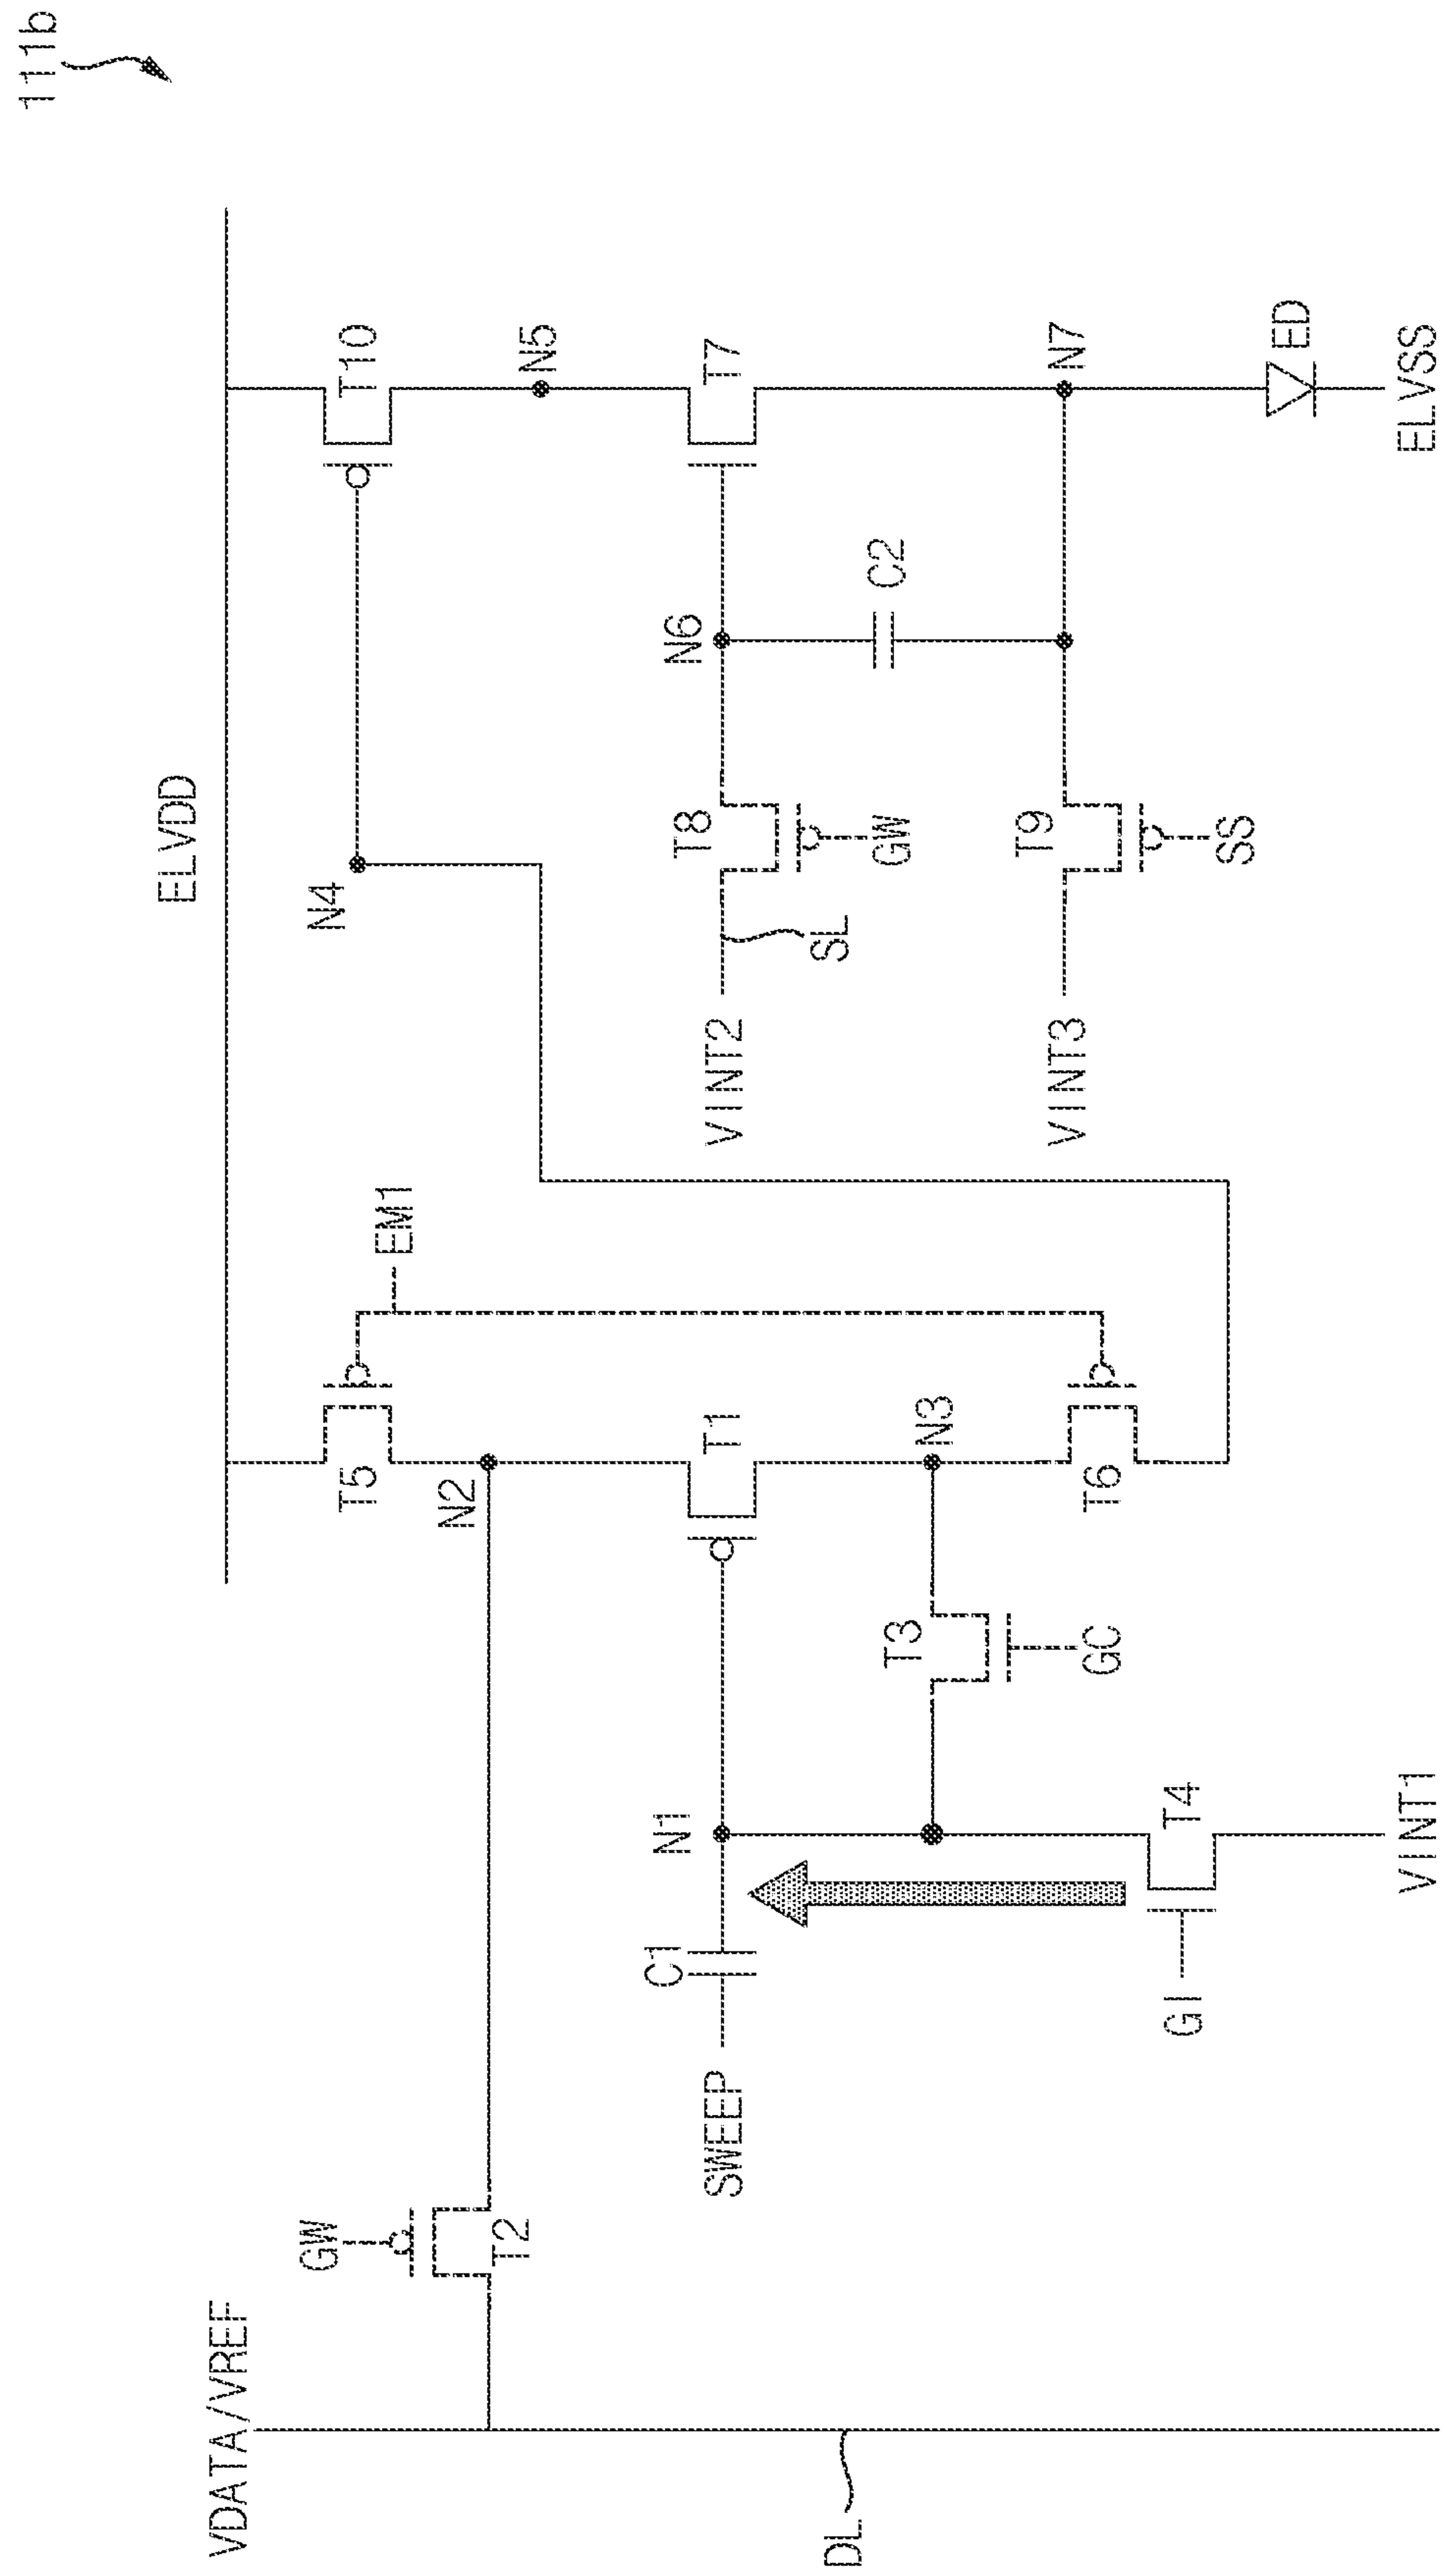 111b
ELVDD
VDATA/VREF
GW
T2
DL
T5
EM1
N2
N4
T10
N5
SWEEP
C1
N1
T1
VINT2
SL
T8
GW
N6
T7
C2
T3
GC
N3
VINT3
T9
SS
N7
GI
T4
T6
ED
VINT1
ELVSS